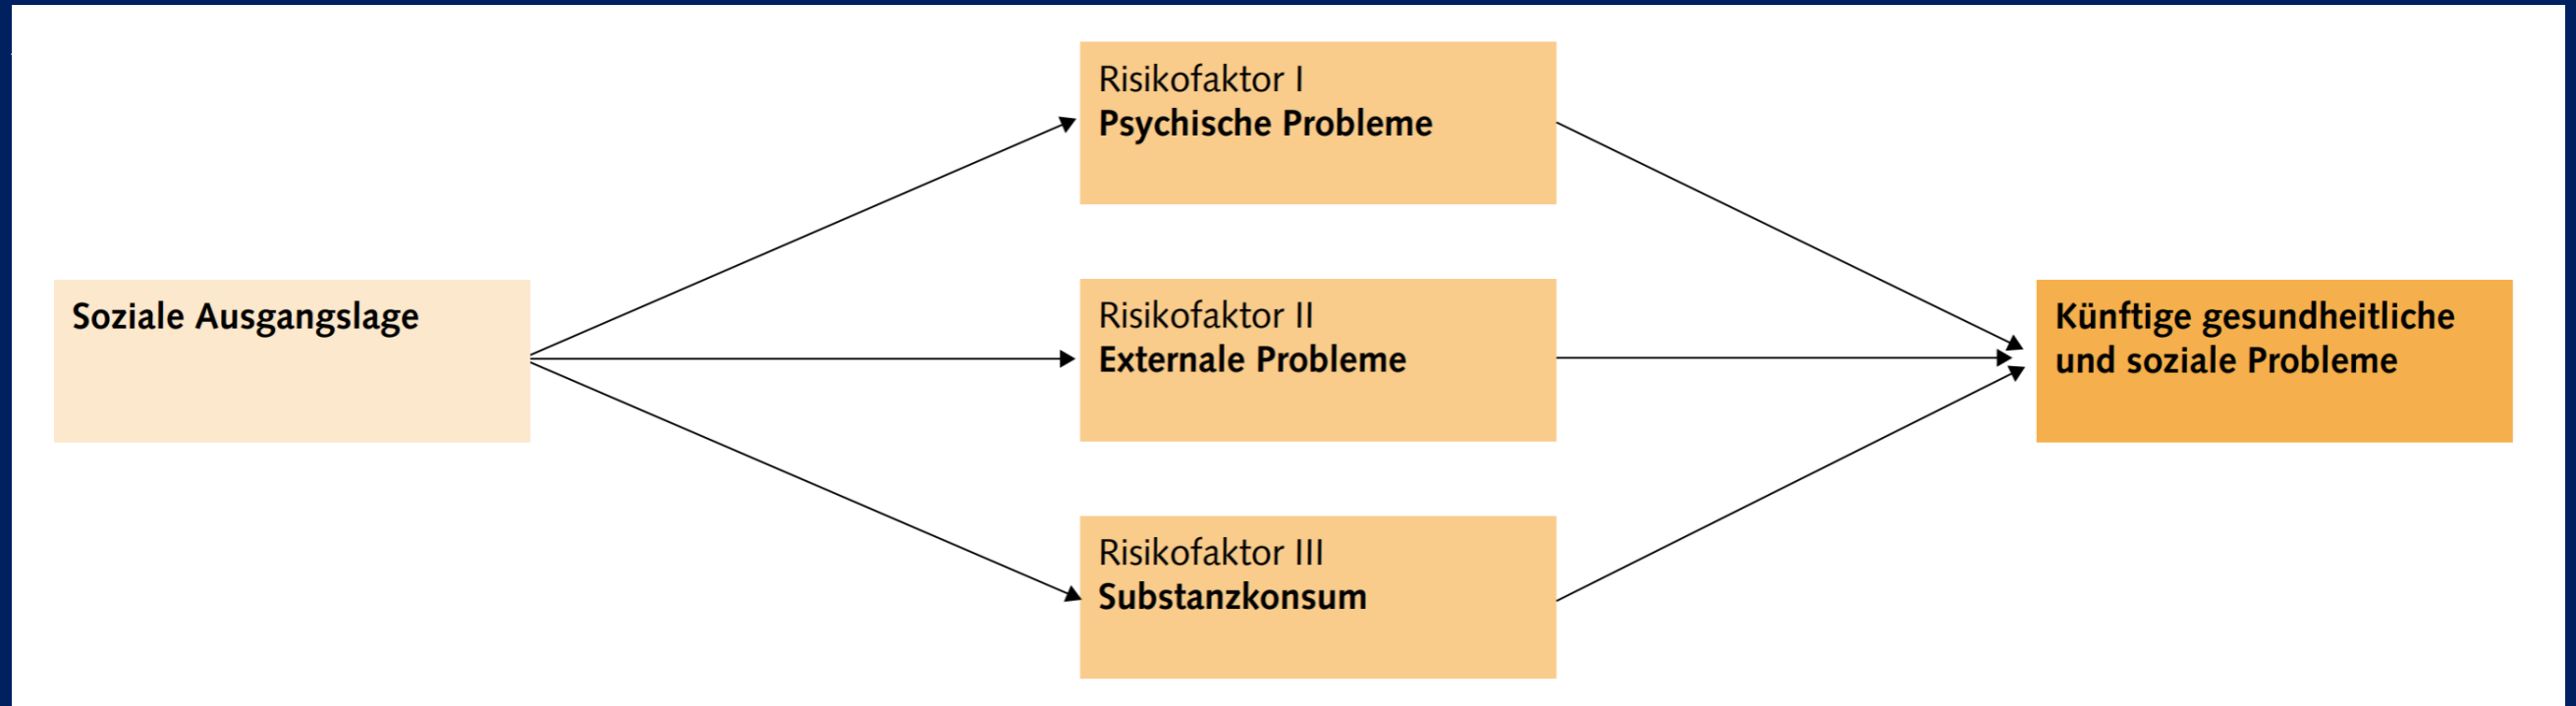 Soziale Ausgangslage
Risikofaktor I
Psychische Probleme
Risikofaktor II
Externale Probleme
Risikofaktor III
Substanzkonsum
Künftige gesundheitliche
und soziale Probleme